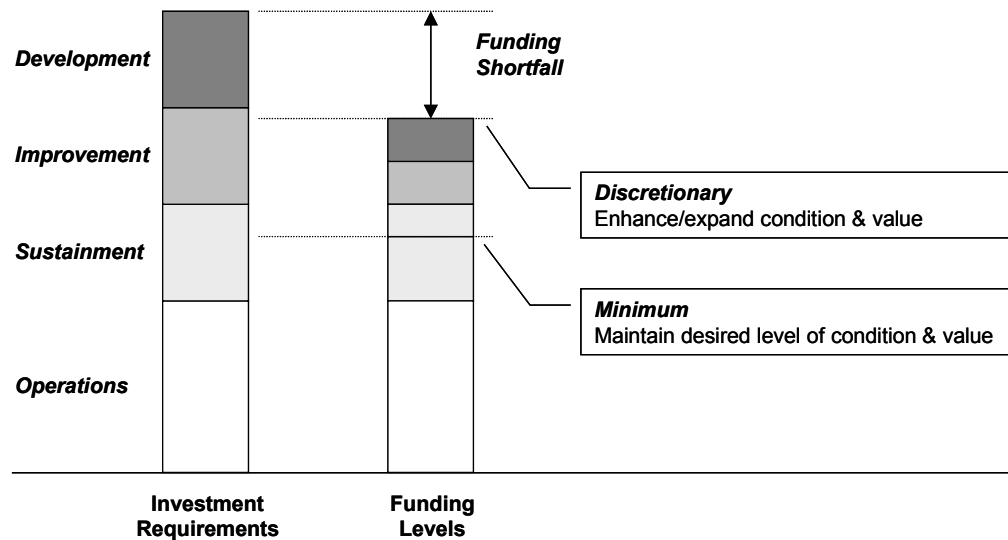 Development
Improvement
Sustainment
Operations
Funding
Shortfall
Discretionary
Enhance/expand condition & value
Minimum
Maintain desired level of condition & value
Investment
Requirements
Funding
Levels